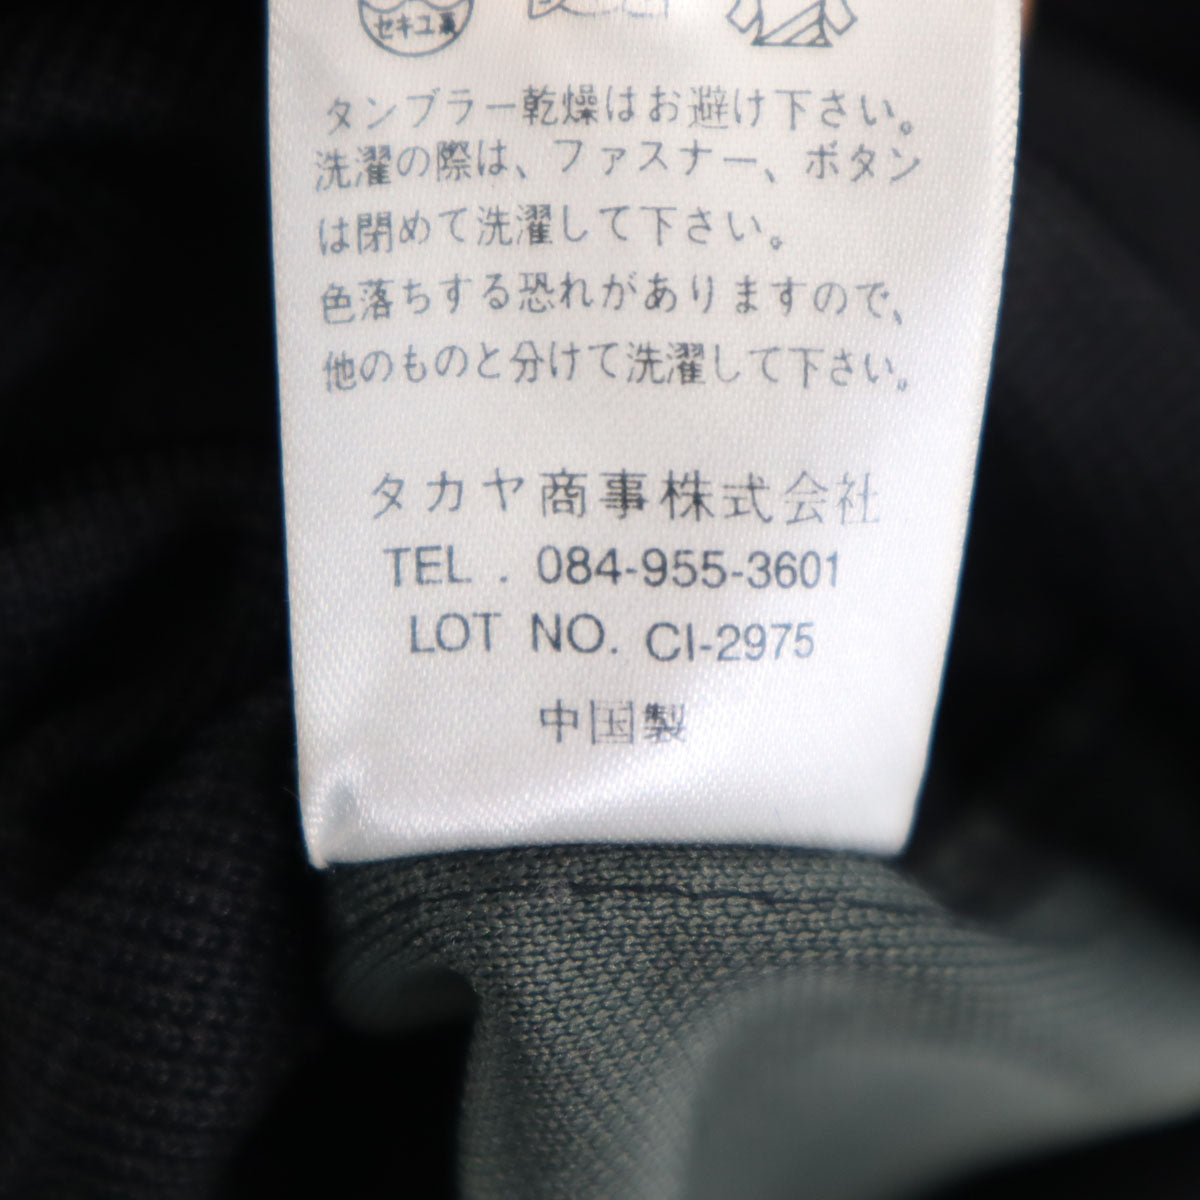 セキユ系
タンブラー乾燥はお避け下さい。
洗濯の際は、ファスナー、ボタン
は閉めて洗濯して下さい。
色落ちする恐れがありますので、
他のものと分けて洗濯して下さい。
タカヤ商事株式会社
TEL . 084-955-3601
LOT NO. CI-2975
中国製